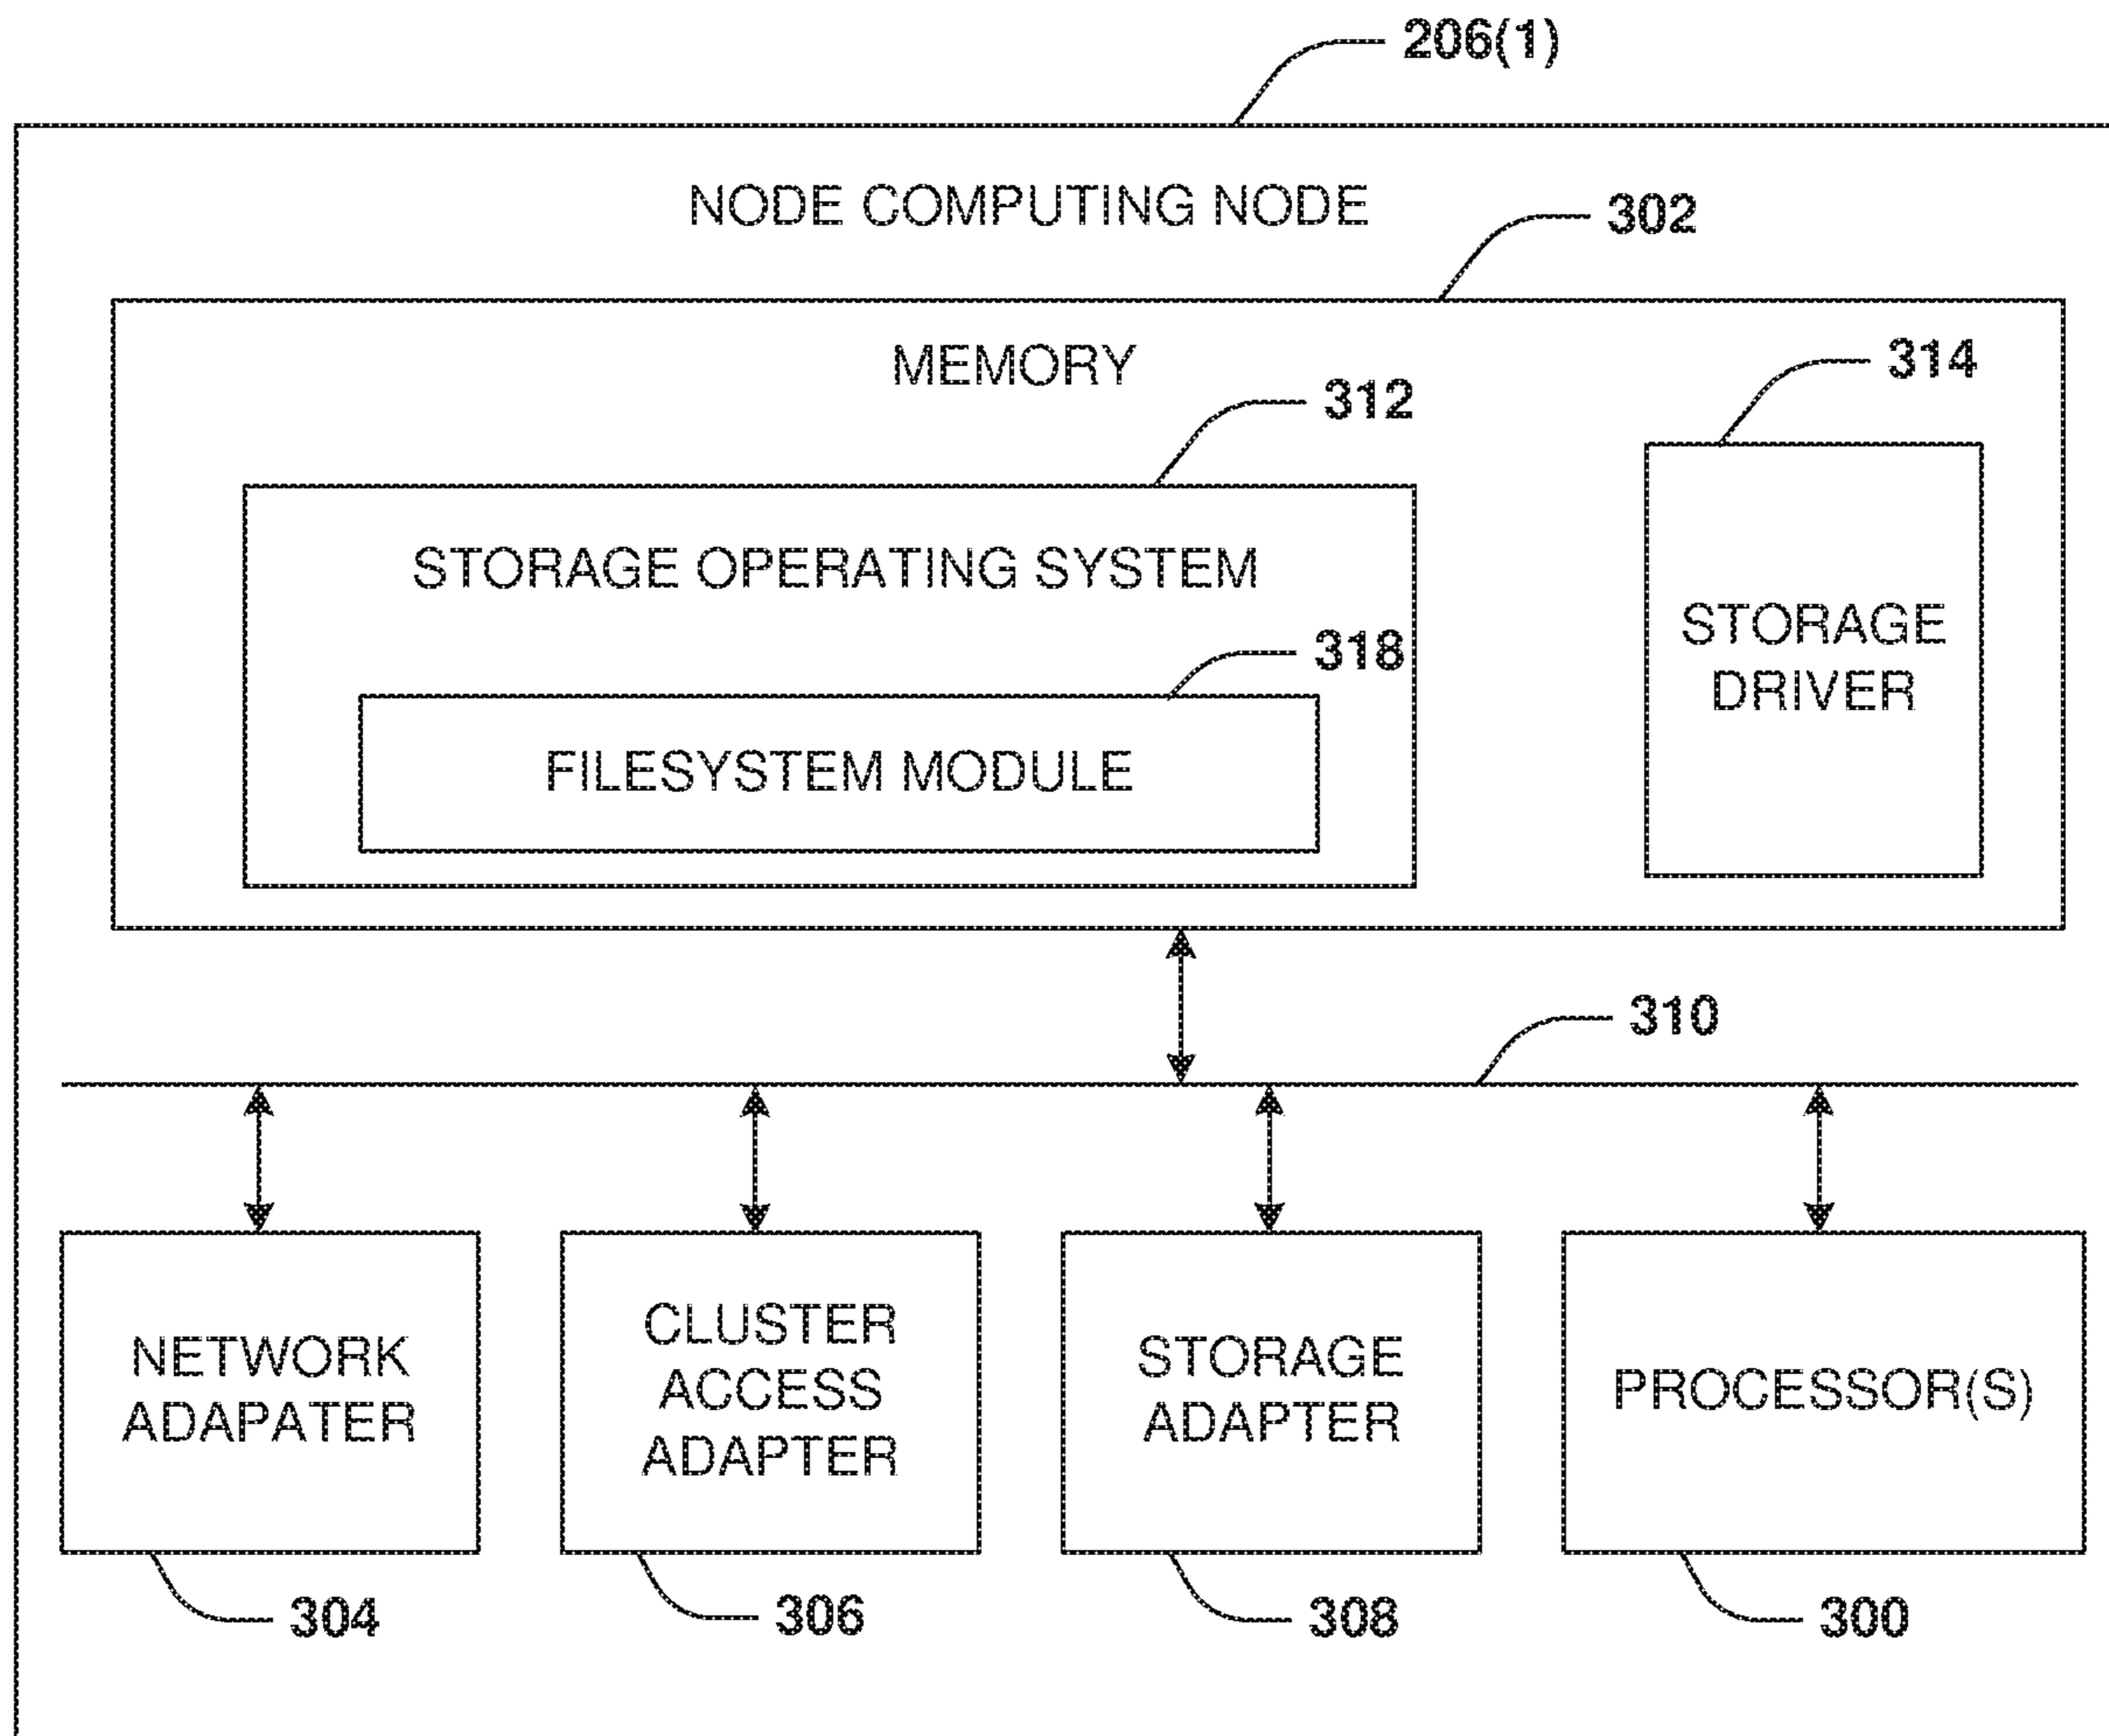 206(1)
NODE COMPUTING NODE
302
MEMORY
314
312
STORAGE OPERATING SYSTEM
STORAGE
DRIVER
318
FILESYSTEM MODULE
310
NETWORK
ADAPATER
CLUSTER
ACCESS
ADAPTER
STORAGE
ADAPTER
PROCESSOR(S)
304
306
308
300